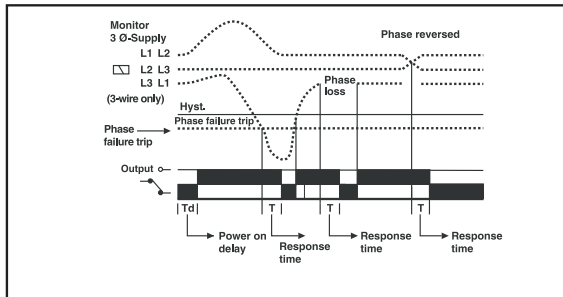 Monitor
3 Ø-Supply
Phase reversed
L1 L2
L2 L3
L3 L1
(3-wire only)
Phase
loss
Hyst.
Phase failure trip
Phase
failure trip
Output
Td
T
T
T
Power on
delay
Response
time
Response
time
Response
time